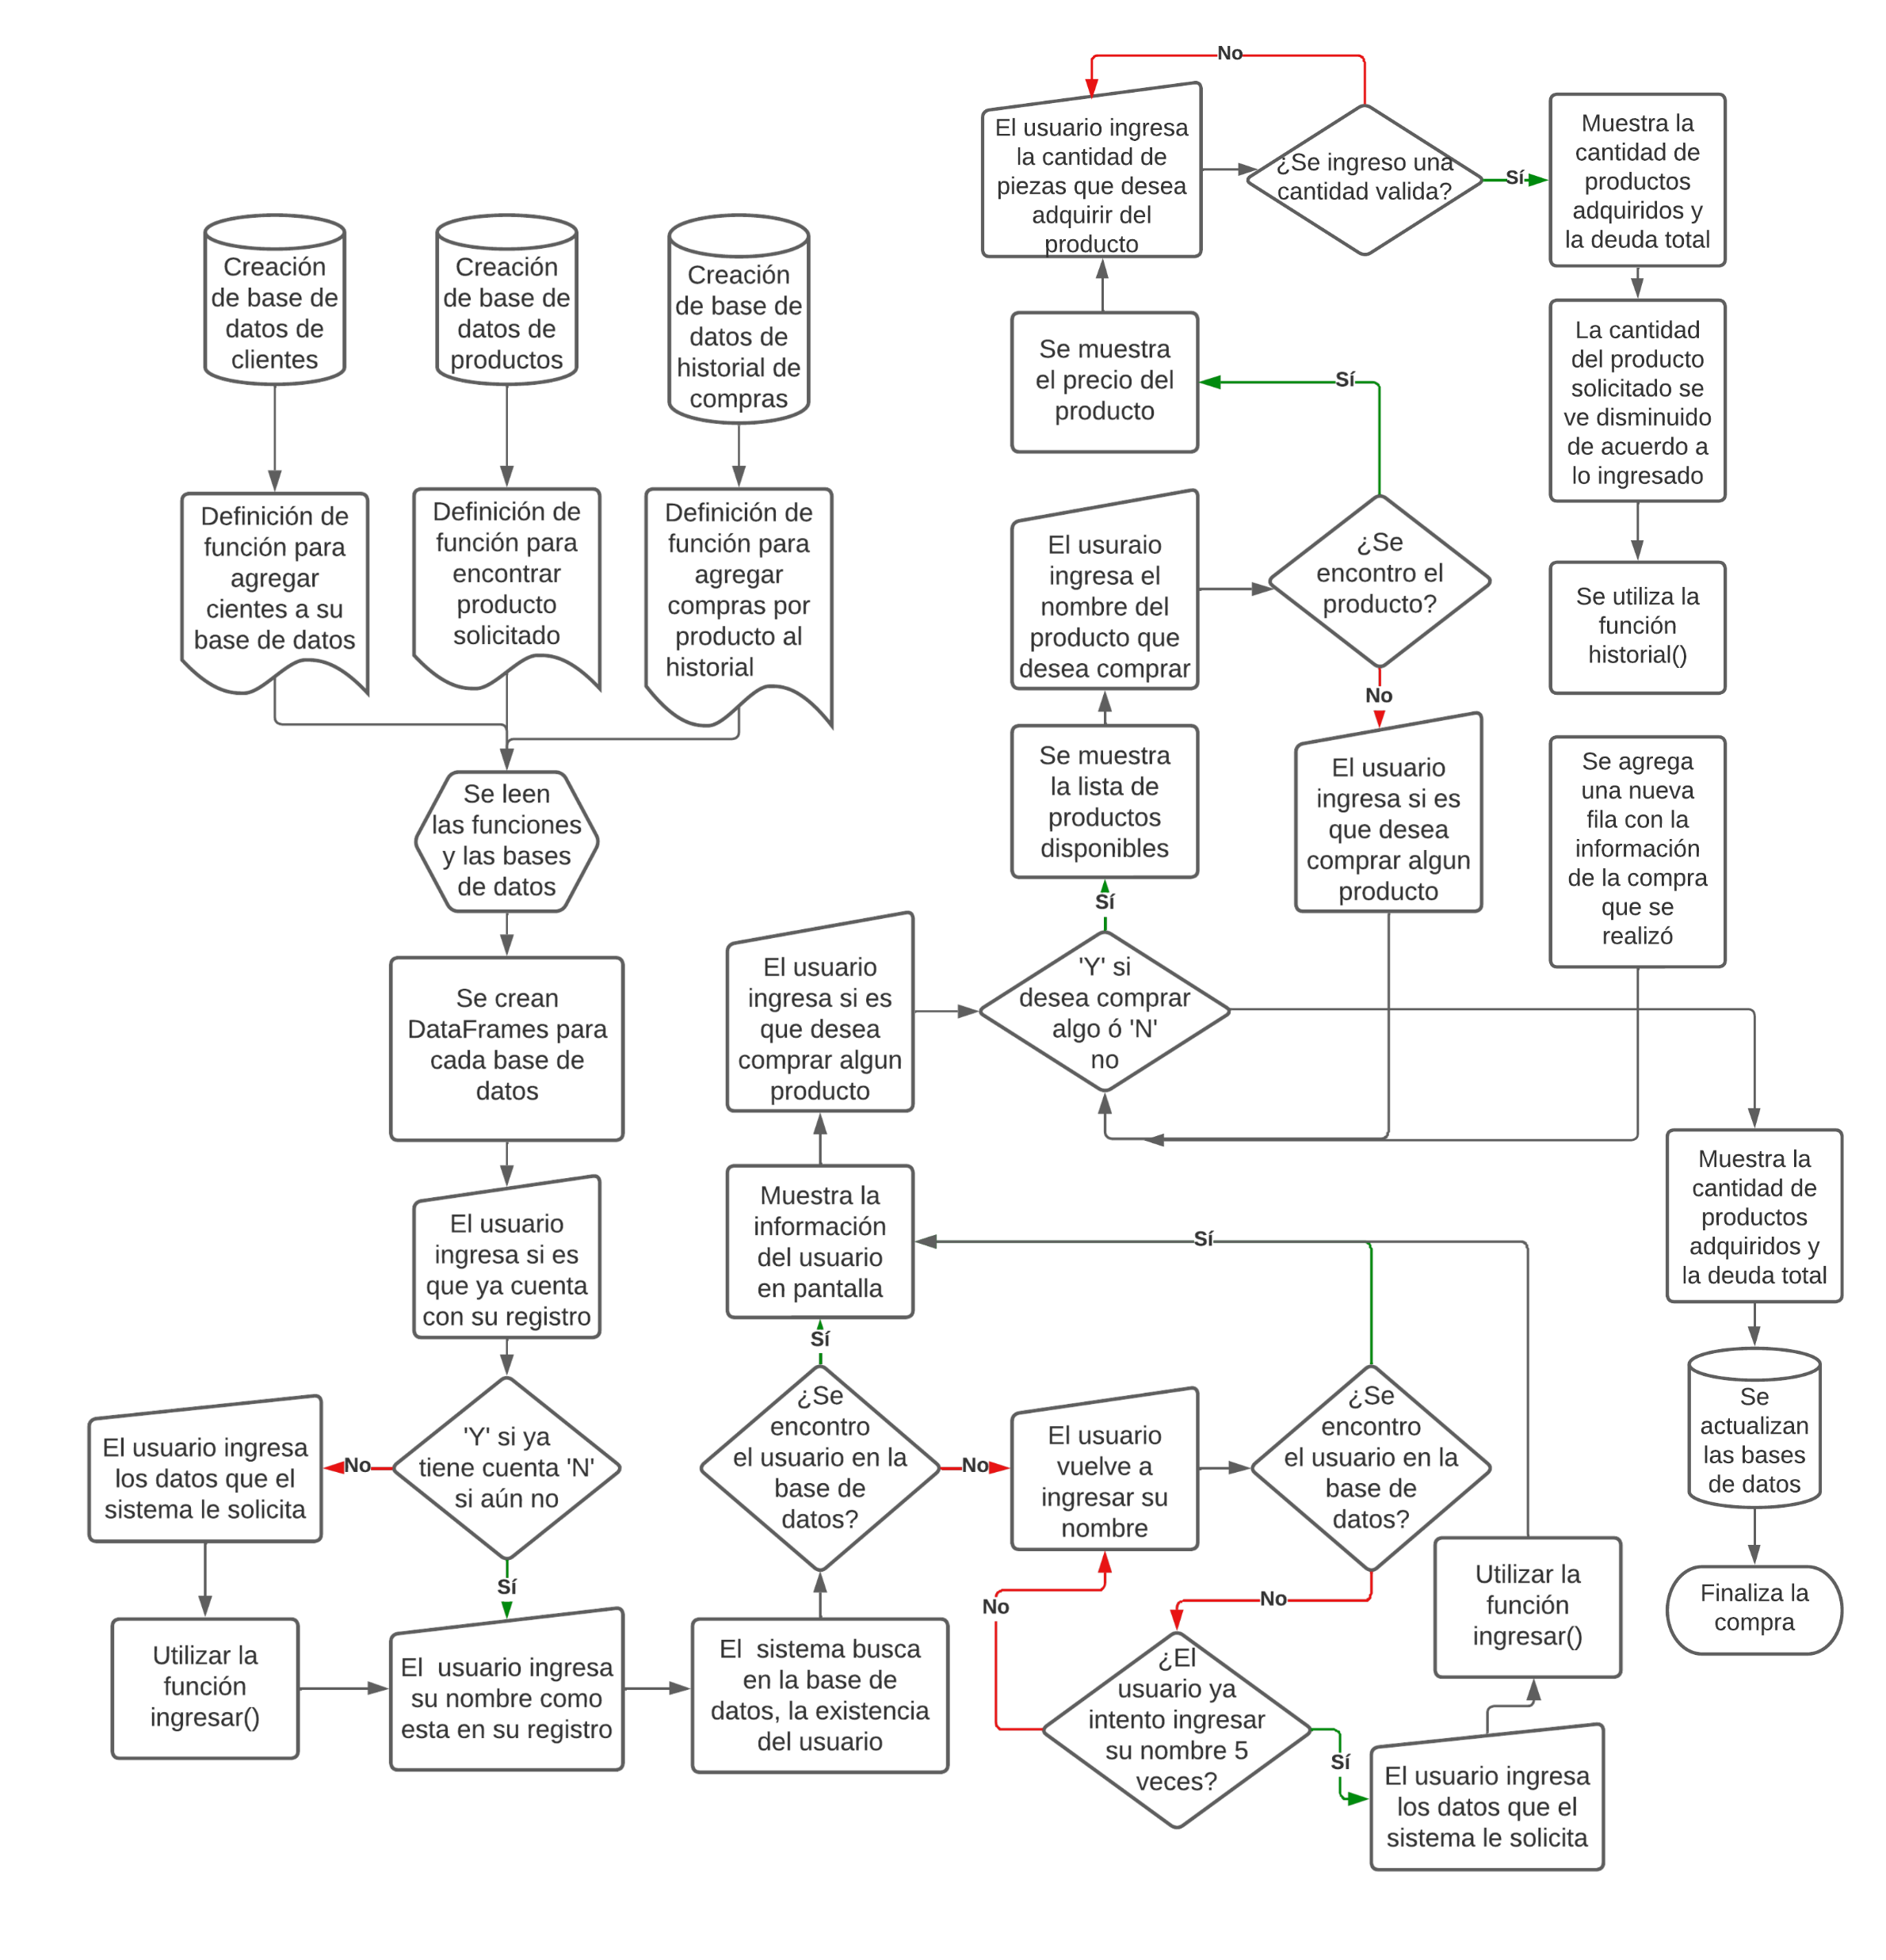 Creación
de base de
datos de
clientes
Creación
de base de
datos de
productos
Creación
de base de
datos de
historial de
compras
Definición de
función para
agregar
cientes a su
base de datos
Definición de
función para
encontrar
producto
solicitado
Definición de
función para
agregar
compras por
producto al
historial
Se leen
las funciones
y las bases
de datos
Se crean
DataFrames para
cada base de
datos
El usuario
ingresa si es
que ya cuenta
con su registro
'Y' si ya
tiene cuenta 'N'
si aún no
No
El usuario ingresa
los datos que el
sistema le solicita
Utilizar la
función
ingresar()
Sí
El  usuario ingresa
su nombre como
esta en su registro
El  sistema busca
en la base de
datos, la existencia
del usuario
¿Se
encontro
el usuario en la
base de
datos?
Sí
No
Muestra la
información
del usuario
en pantalla
El usuario
vuelve a
ingresar su
nombre
¿Se
encontro
el usuario en la
base de
datos?
Sí
No
¿El
usuario ya
intento ingresar
su nombre 5
veces?
No
Sí
El usuario ingresa
los datos que el
sistema le solicita
Utilizar la
función
ingresar()
El usuario
ingresa si es
que desea
comprar algun
producto
'Y' si
desea comprar
algo ó 'N'
no
Sí
Se muestra
la lista de
productos
disponibles
El usuraio
ingresa el
nombre del
producto que
desea comprar
¿Se
encontro el
producto?
No
El usuario
ingresa si es
que desea
comprar algun
producto
Sí
Se muestra
el precio del
producto
El usuario ingresa
la cantidad de
piezas que desea
adquirir del
producto
¿Se ingreso una
cantidad valida?
No
Sí
Muestra la
cantidad de
productos
adquiridos y
la deuda total
La cantidad
del producto
solicitado se
ve disminuido
de acuerdo a
lo ingresado
Se utiliza la
función
historial()
Se agrega
una nueva
fila con la
información
de la compra
que se
realizó
Muestra la
cantidad de
productos
adquiridos y
la deuda total
Se
actualizan
las bases
de datos
Finaliza la
compra